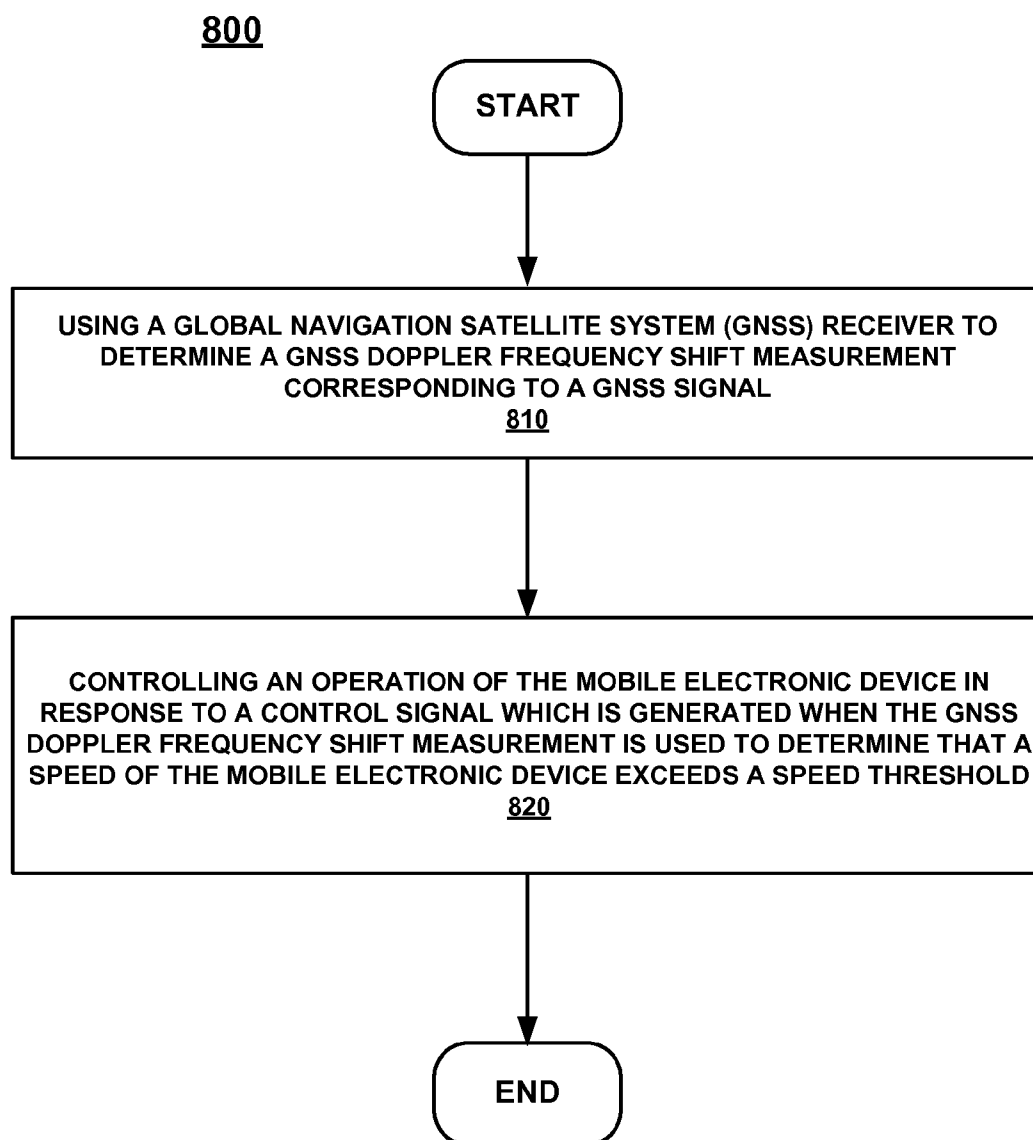 800
START
USING A GLOBAL NAVIGATION SATELLITE SYSTEM (GNSS) RECEIVER TO
DETERMINE A GNSS DOPPLER FREQUENCY SHIFT MEASUREMENT
CORRESPONDING TO A GNSS SIGNAL
810
CONTROLLING AN OPERATION OF THE MOBILE ELECTRONIC DEVICE IN
RESPONSE TO A CONTROL SIGNAL WHICH IS GENERATED WHEN THE GNSS
DOPPLER FREQUENCY SHIFT MEASUREMENT IS USED TO DETERMINE THAT A
SPEED OF THE MOBILE ELECTRONIC DEVICE EXCEEDS A SPEED THRESHOLD
820
END